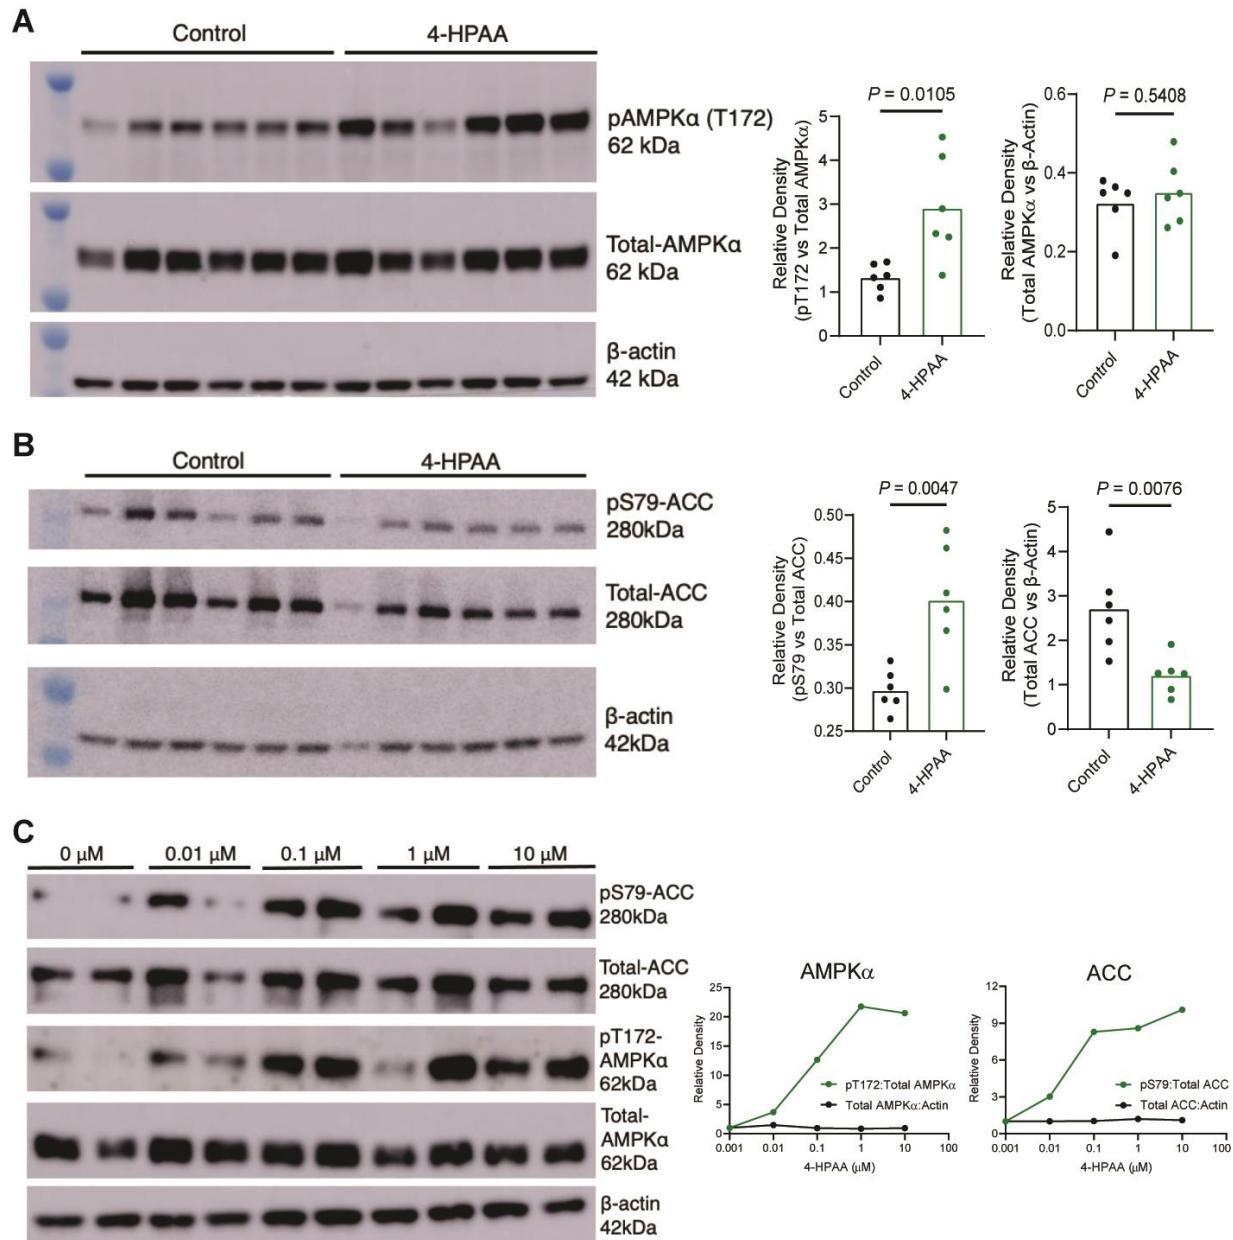 A
Control
4-HPAA
pAMPKα (T172)
62 kDa
Total-AMPKα
62 kDa
β-actin
42 kDa
Relative Density
(pT172 vs Total AMPKα)
P = 0.0105
5
4
3
2
1
0
Control
4-HPAA
Relative Density
(Total AMPKα vs β-Actin)
P = 0.5408
0.6
0.4
0.2
0.0
Control
4-HPAA
B
Control
4-HPAA
pS79-ACC
280kDa
Total-ACC
280kDa
β-actin
42kDa
Relative Density
(pS79 vs Total ACC)
P = 0.0047
0.50
0.45
0.40
0.35
0.30
0.25
Control
4-HPAA
Relative Density
(Total ACC vs β-Actin)
P = 0.0076
5
4
3
2
1
0
Control
4-HPAA
C
0 µM
0.01 µM
0.1 µM
1 µM
10 µM
pS79-ACC
280kDa
Total-ACC
280kDa
pT172-
AMPKα
62kDa
Total-
AMPKα
62kDa
β-actin
42kDa
AMPKα
Relative Density
25
20
15
10
5
0
pT172:Total AMPKα
Total AMPKα:Actin
0.001 0.01 0.1 1 10 100
4-HPAA (µM)
ACC
Relative Density
12
9
6
3
0
pS79:Total ACC
Total ACC:Actin
0.001 0.01 0.1 1 10 100
4-HPAA (µM)